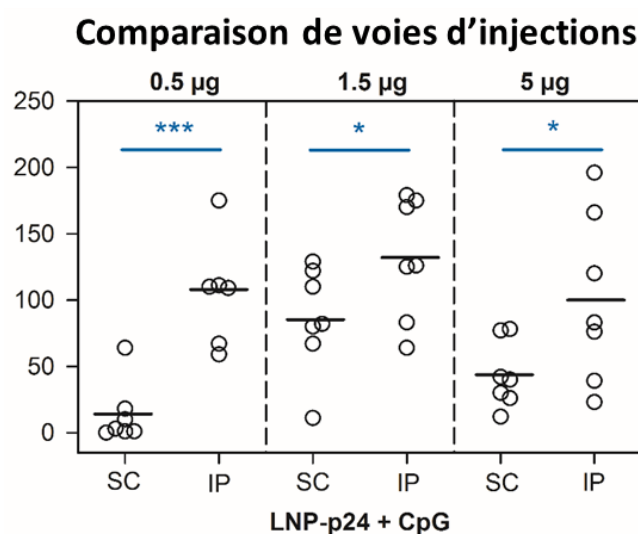 Comparaison de voies d’injections
0.5 µg 1.5 µg 5 µg
250
*** * *
200
150
100
50
0
SC IP SC IP SC IP
LNP-p24 + CpG